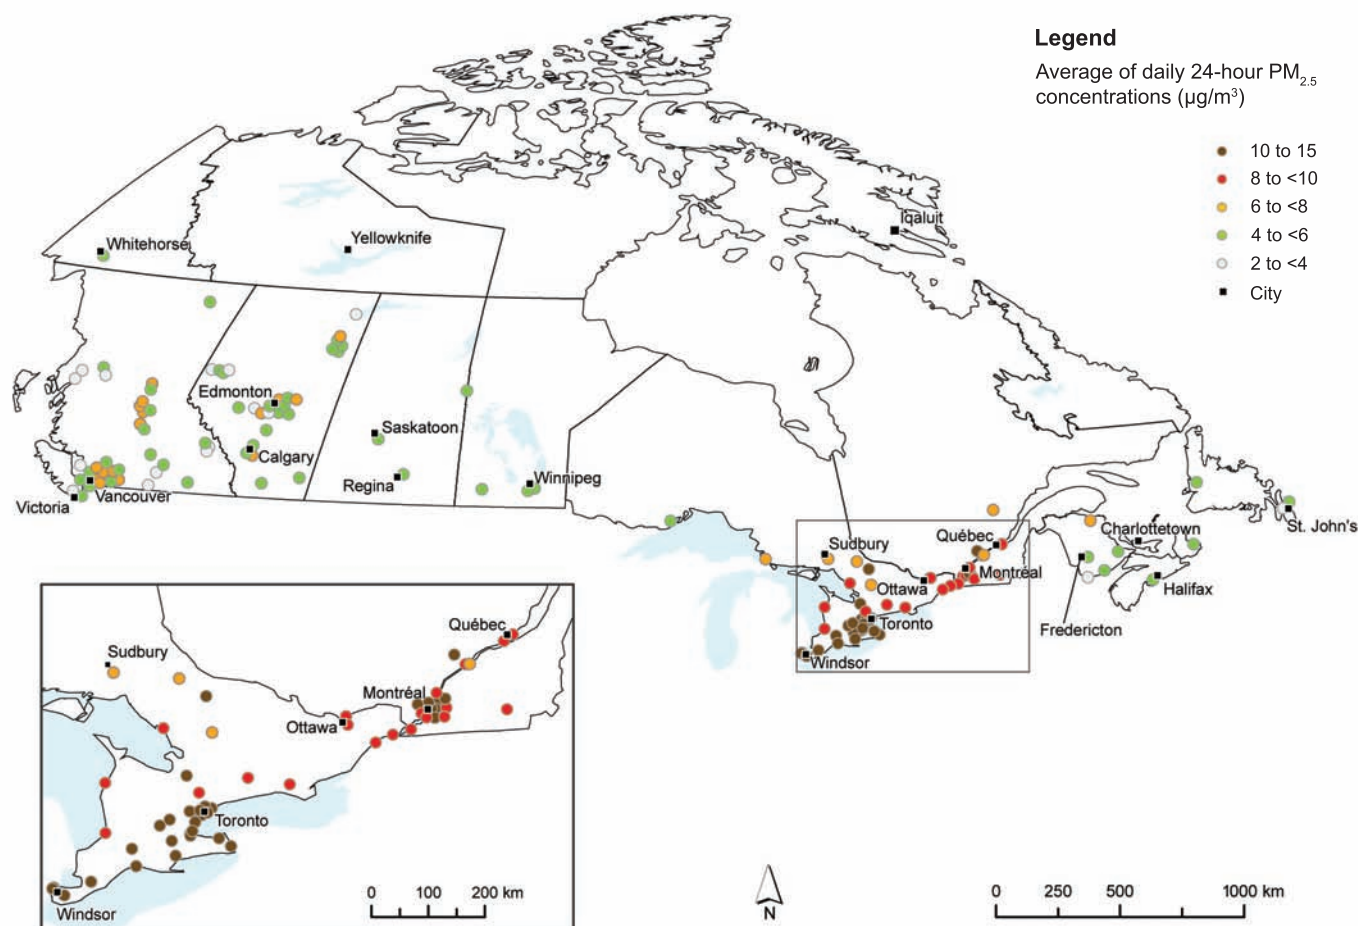 Legend
Average of daily 24-hour PM2.5
concentrations (µg/m³)
10 to 15
8 to <10
6 to <8
4 to <6
2 to <4
City
Iqaluit
Whitehorse
Yellowknife
Edmonton
Saskatoon
Calgary
Regina
Winnipeg
Vancouver
Victoria
St. John's
Charlottetown
Québec
Sudbury
Montréal
Ottawa
Halifax
Toronto
Fredericton
Windsor
Québec
Sudbury
Montréal
Ottawa
Toronto
Windsor
0 100 200 km
N
0 500 1000 km